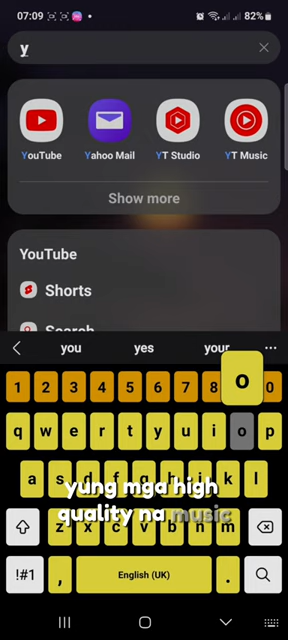 07:09
82%
y
YouTube Yahoo Mail YT Studio YT Music
Show more
YouTube
Shorts
Search
you yes your
1 2 3 4 5 6 7 8 0
o
q w e r t y u i o p
a s d f g h j k l
yung mga high
quality na music
z x c v b n m
!#1 , English (UK) .